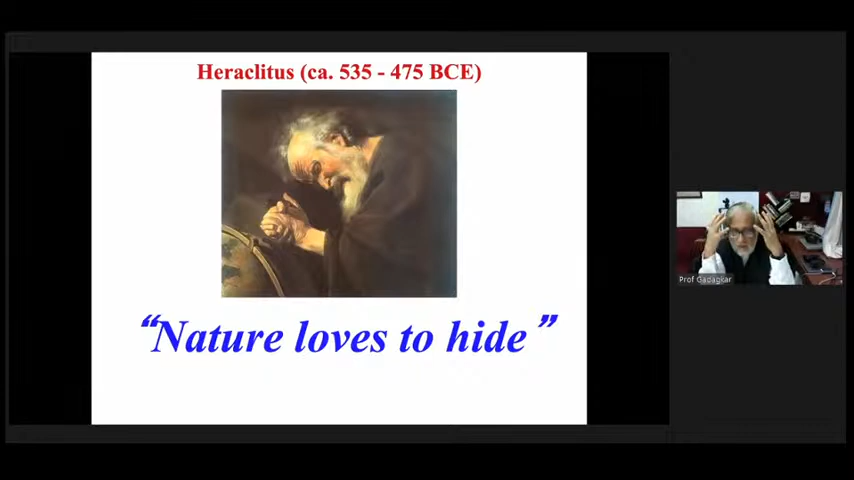 Heraclitus (ca. 535 - 475 BCE)
“Nature loves to hide”
Prof Gadagkar